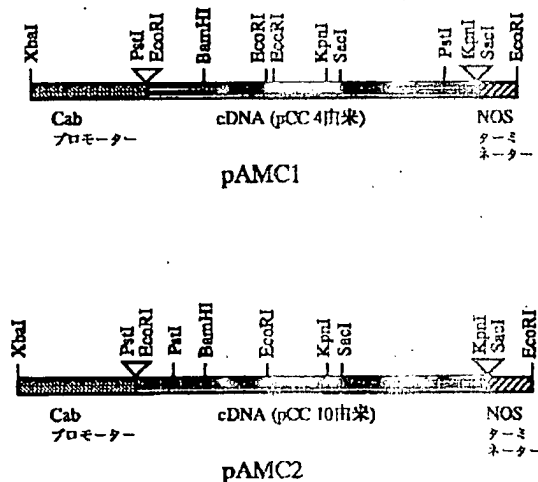 XbaI PstI EcoRI BamHI EcoRI EcoRI KpnI SacI PstI KpnI SacI EcoRI
Cab cDNA (pCC 4由来) NOS
プロモーター ターミ
ネーター
pAMC1
XbaI PstI EcoRI PstI BamHI EcoRI KpnI SacI KpnI SacI EcoRI
Cab cDNA (pCC 10由来) NOS
プロモーター ターミ
ネーター
pAMC2